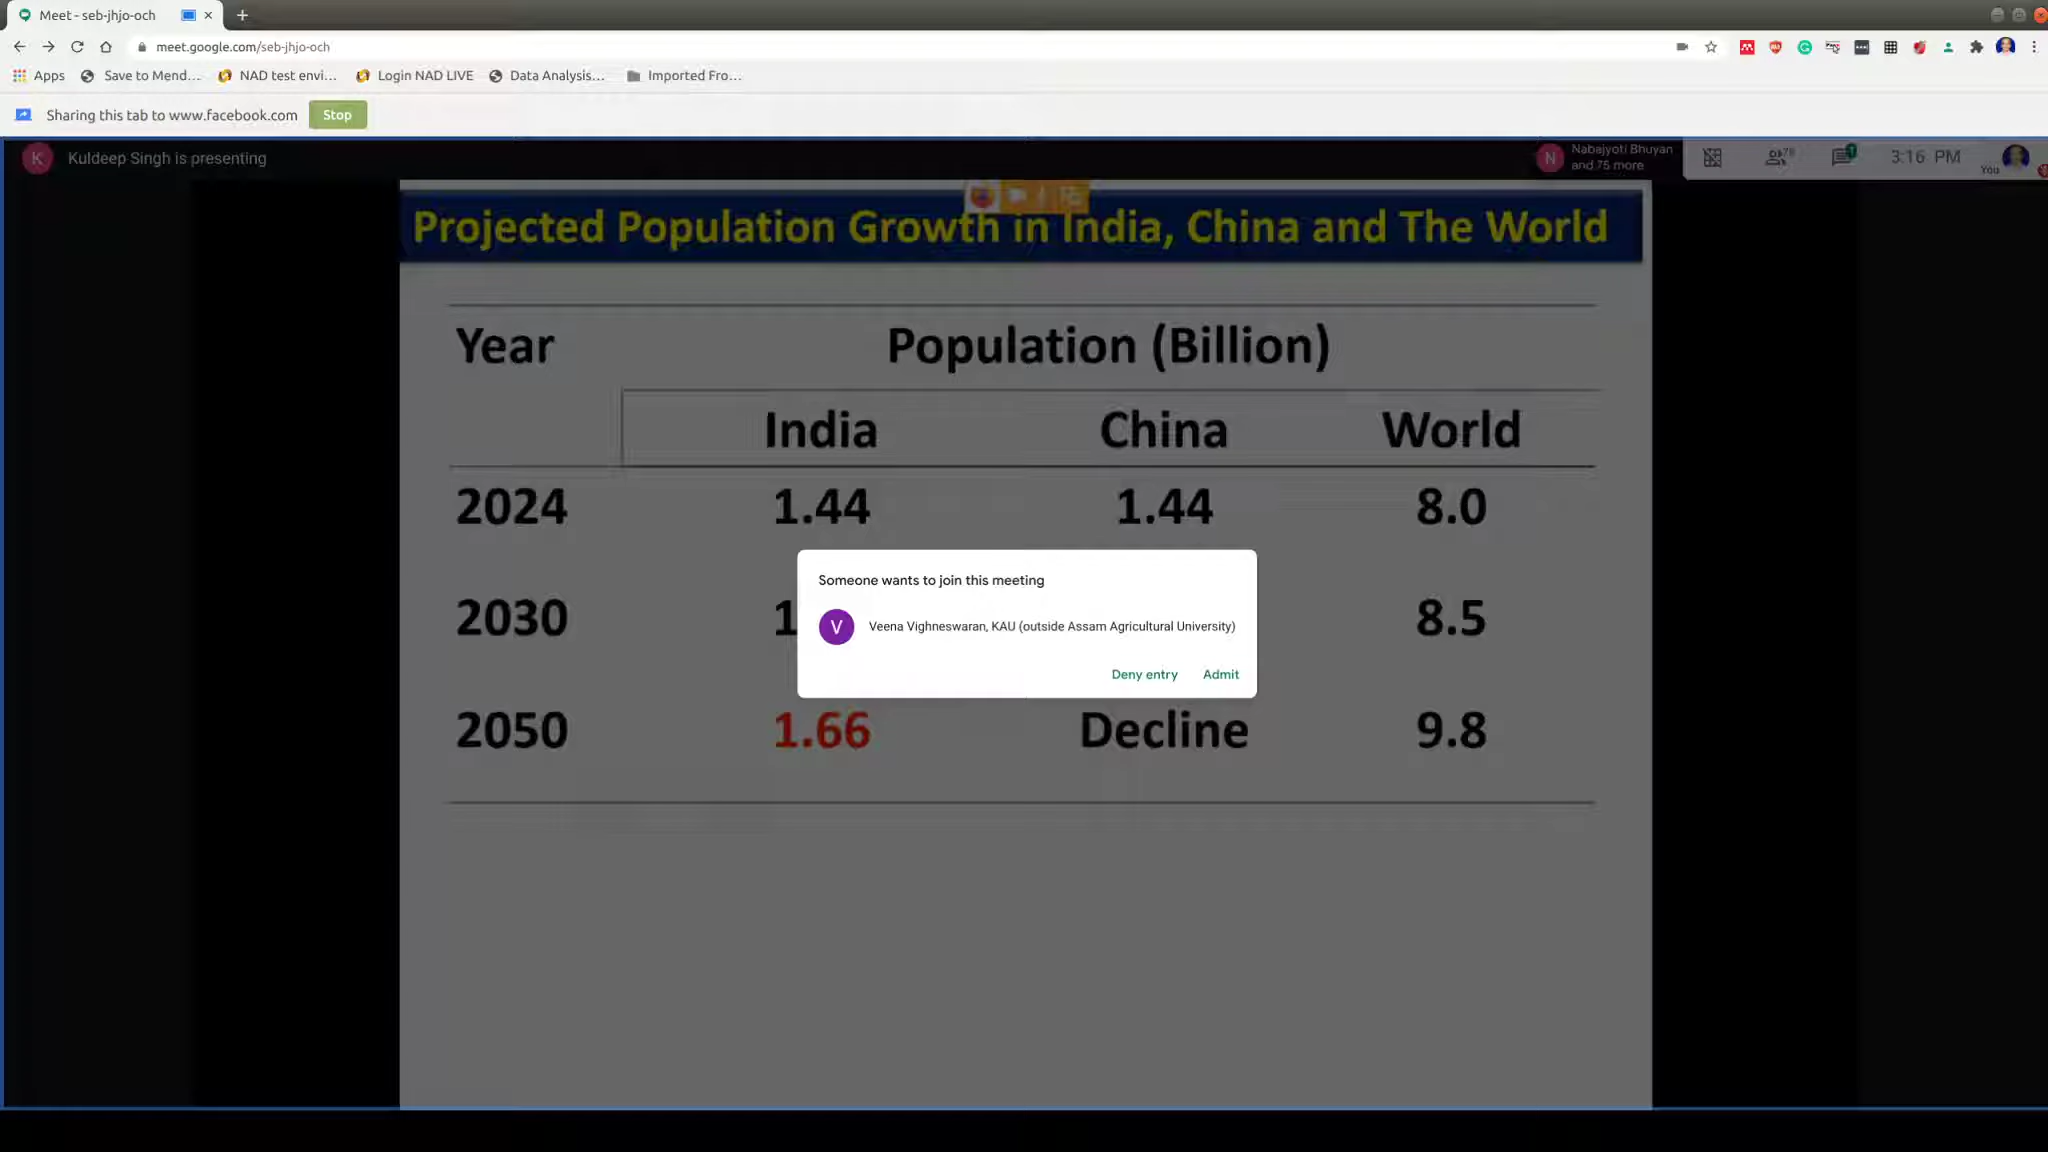 Meet - seb-jhjo-och
meet.google.com/seb-jhjo-och
Apps Save to Mend... NAD test envi... Login NAD LIVE Data Analysis... Imported Fro...
Sharing this tab to www.facebook.com Stop
K Kuldeep Singh is presenting
N Nabajyoti Bhuyan
and 75 more
3:16 PM
You
Projected Population Growth in India, China and The World
Year Population (Billion)
India China World
2024 1.44 1.44 8.0
Someone wants to join this meeting
2030 1 8.5
V Veena Vighneswaran, KAU (outside Assam Agricultural University)
Deny entry Admit
2050 1.66 Decline 9.8